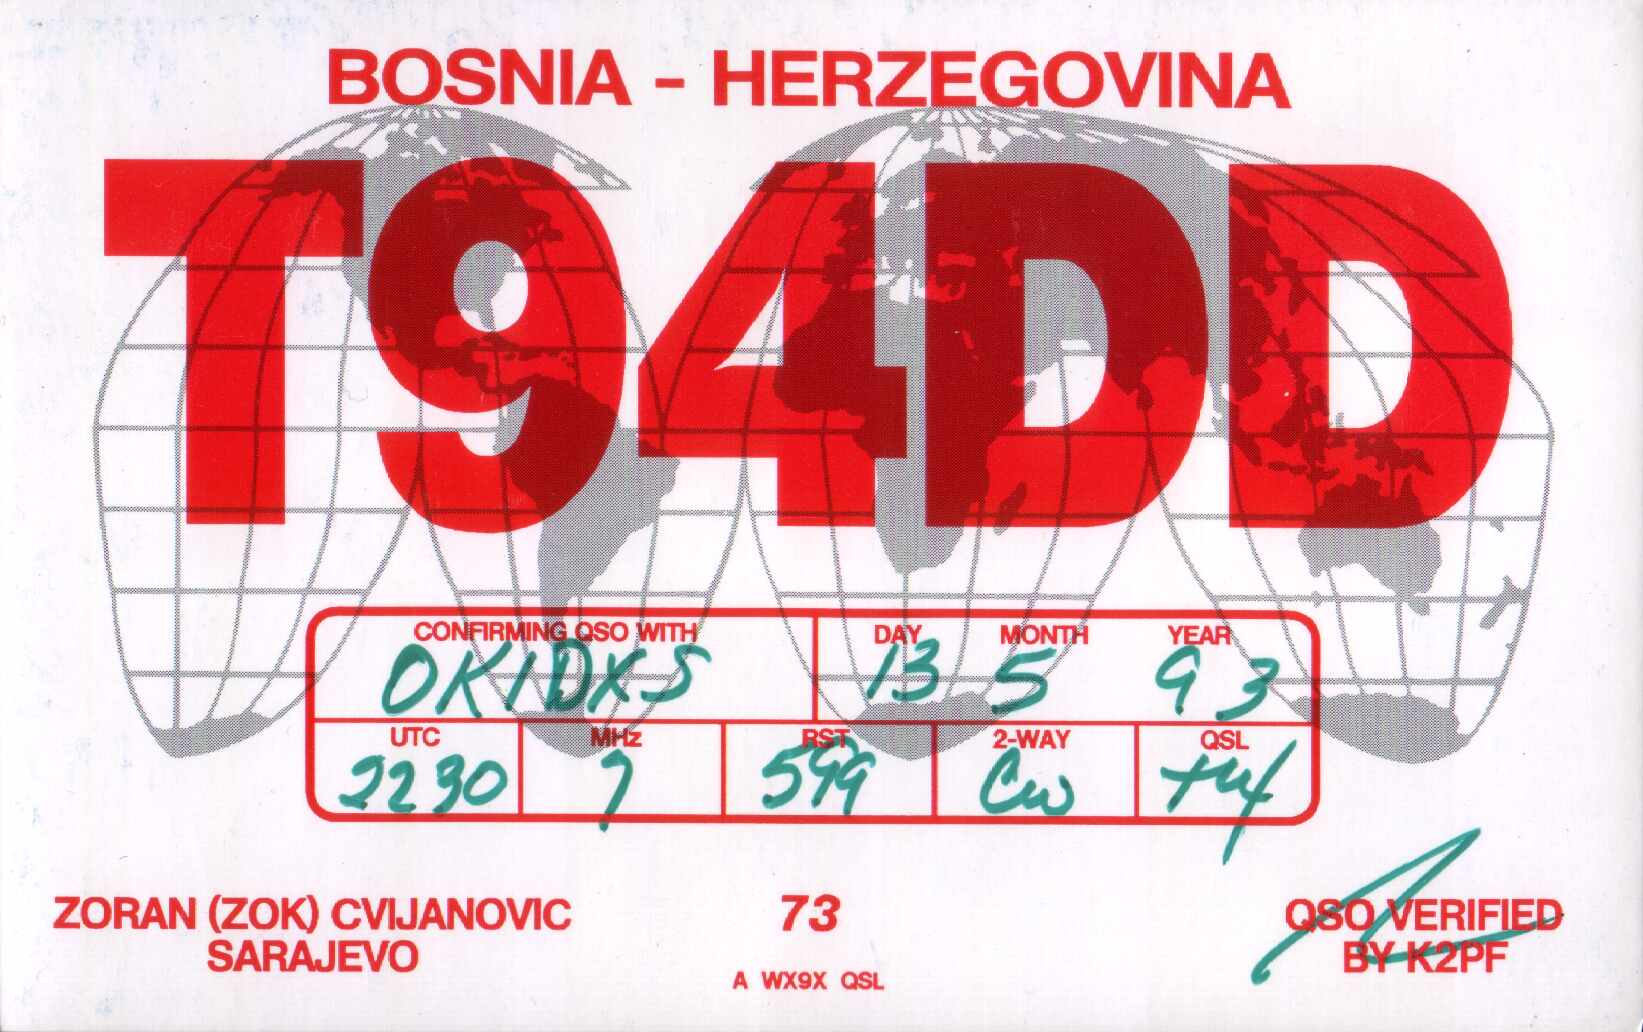 BOSNIA - HERZEGOVINA
T94DD
CONFIRMING QSO WITH DAY MONTH YEAR
OK1DXS 13 5 93
UTC MHz RST 2-WAY QSL
2230 7 599 CW
ZORAN (ZOK) CVIJANOVIC 73 QSO VERIFIED
SARAJEVO BY K2PF
A WX9X QSL